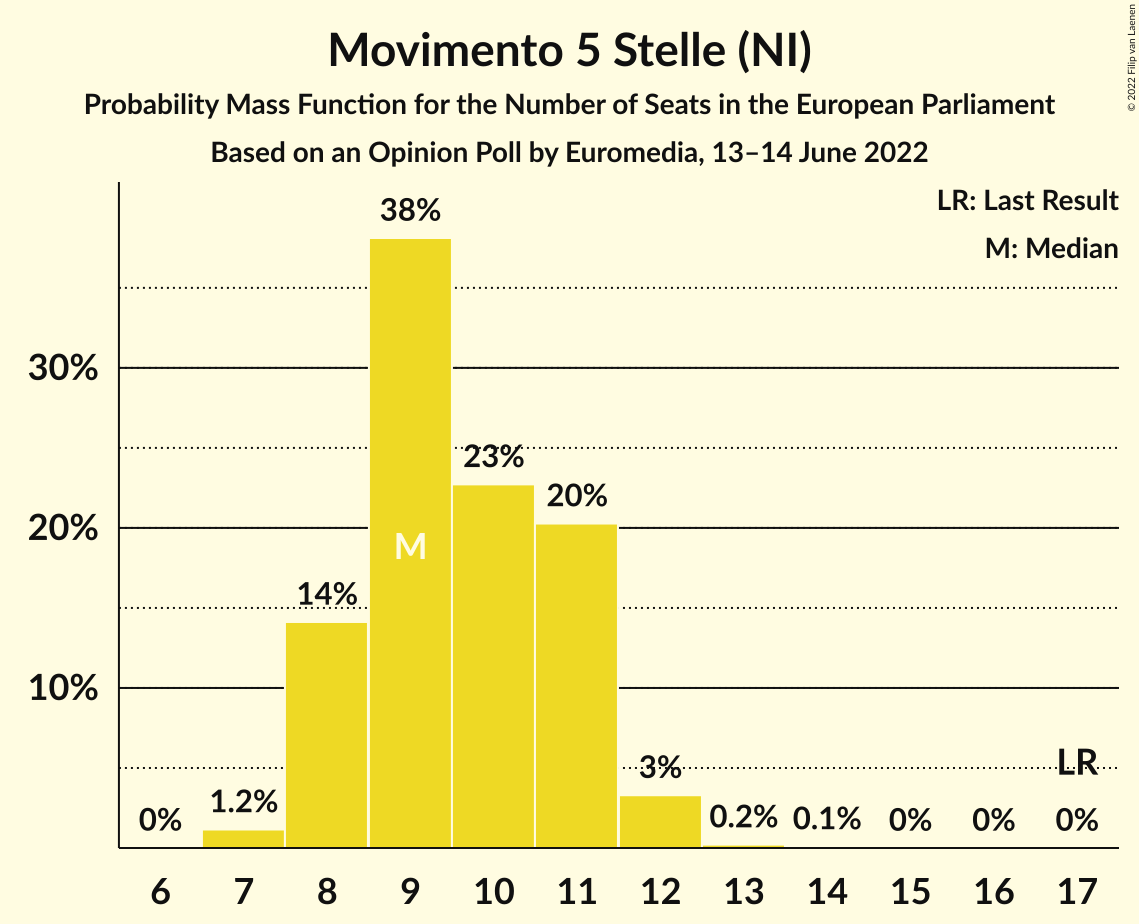 Movimento 5 Stelle (NI)
Probability Mass Function for the Number of Seats in the European Parliament
Based on an Opinion Poll by Euromedia, 13–14 June 2022
© 2022 Filip van Laenen
LR: Last Result
M: Median
38%
30%
23%
20%
20%
M
14%
10%
LR
3%
1.2%
0%
0.2%
0.1%
0%
0%
0%
6 7 8 9 10 11 12 13 14 15 16 17